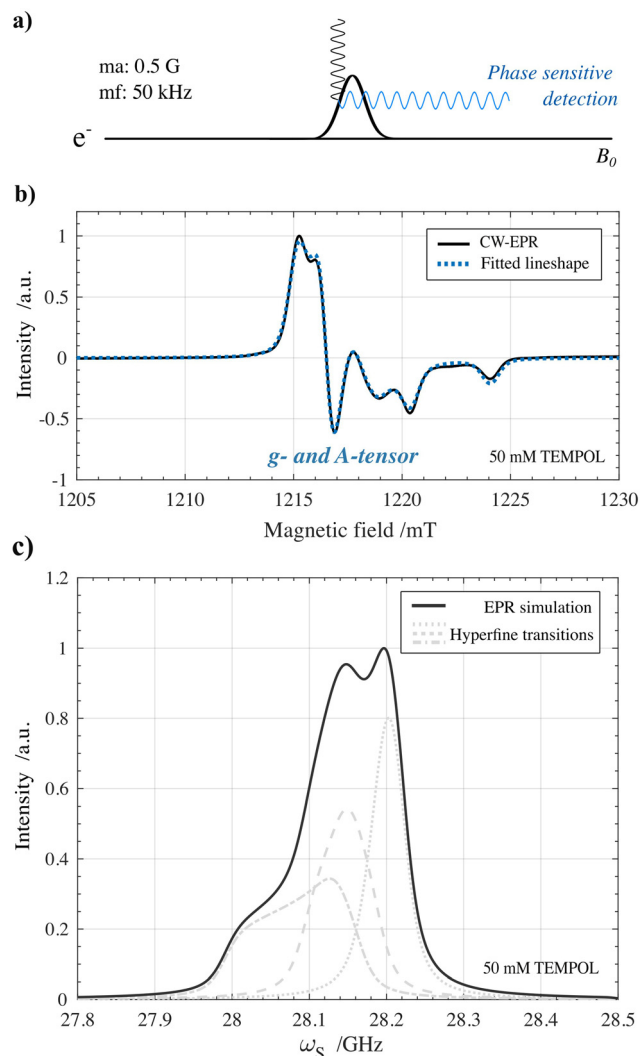 a)
ma: 0.5 G
mf: 50 kHz
Phase sensitive
detection
e-
B0
b)
1
0.5
0
-0.5
-1
Intensity /a.u.
CW-EPR
Fitted lineshape
g- and A-tensor
50 mM TEMPOL
1205
1210
1215
1220
1225
1230
Magnetic field /mT
c)
1.2
1
0.8
0.6
0.4
0.2
0
Intensity /a.u.
EPR simulation
Hyperfine transitions
50 mM TEMPOL
27.8
27.9
28
28.1
28.2
28.3
28.4
28.5
ωS /GHz